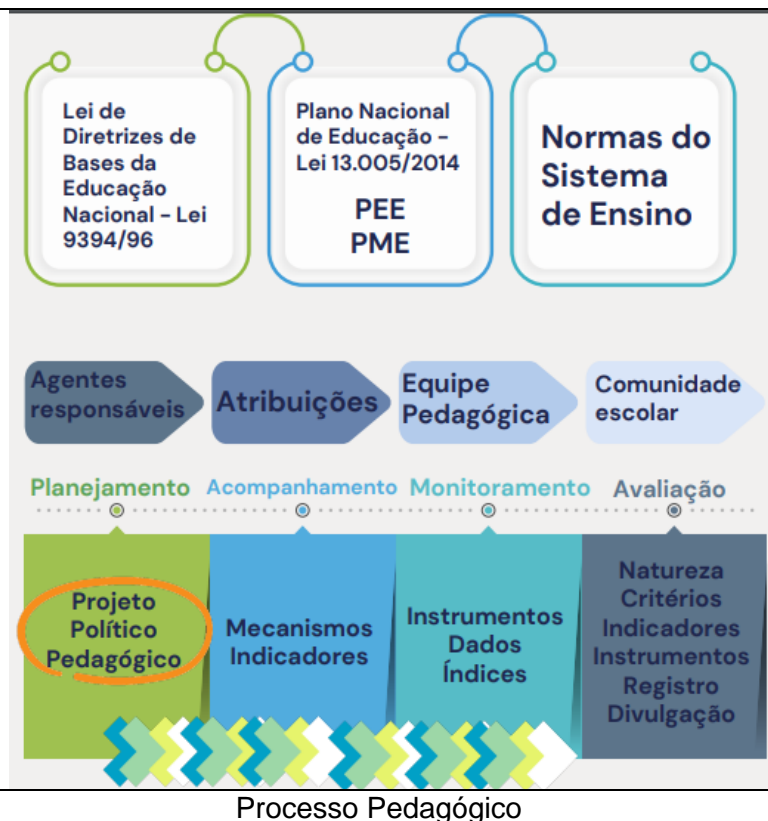 Lei de
Diretrizes de
Bases da
Educação
Nacional - Lei
9394/96
Plano Nacional
de Educação -
Lei 13.005/2014
PEE
PME
Normas do
Sistema
de Ensino
Agentes
responsáveis
Atribuições
Equipe
Pedagógica
Comunidade
escolar
Planejamento
Acompanhamento
Monitoramento
Avaliação
Projeto
Político
Pedagógico
Mecanismos
Indicadores
Instrumentos
Dados
Índices
Natureza
Critérios
Indicadores
Instrumentos
Registro
Divulgação
Processo Pedagógico